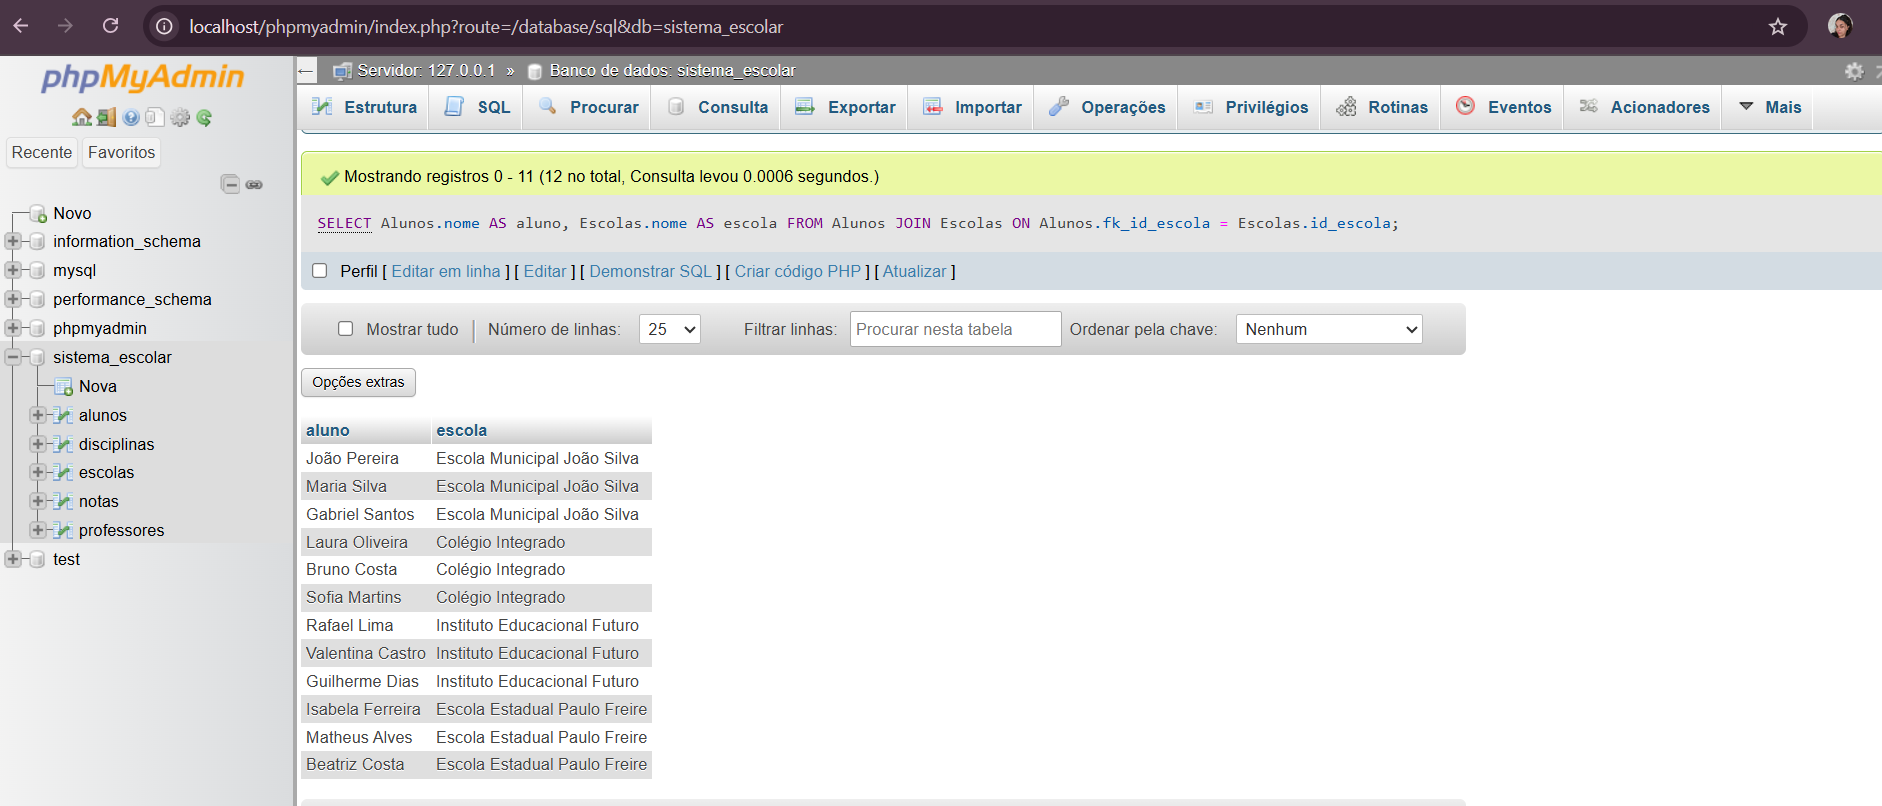 localhost/phpmyadmin/index.php?route=/database/sql&db=sistema_escolar
phpMyAdmin
Recente Favoritos
Novo
information_schema
mysql
performance_schema
phpmyadmin
sistema_escolar
Nova
alunos
disciplinas
escolas
notas
professores
test
Servidor: 127.0.0.1 » Banco de dados: sistema_escolar
Estrutura SQL Procurar Consulta Exportar Importar Operações Privilégios Rotinas Eventos Acionadores Mais
Mostrando registros 0 - 11 (12 no total, Consulta levou 0.0006 segundos.)
SELECT Alunos.nome AS aluno, Escolas.nome AS escola FROM Alunos JOIN Escolas ON Alunos.fk_id_escola = Escolas.id_escola;
Perfil [ Editar em linha ] [ Editar ] [ Demonstrar SQL ] [ Criar código PHP ] [ Atualizar ]
Mostrar tudo | Número de linhas: 25 Filtrar linhas: Procurar nesta tabela Ordenar pela chave: Nenhum
Opções extras
aluno escola
João Pereira Escola Municipal João Silva
Maria Silva Escola Municipal João Silva
Gabriel Santos Escola Municipal João Silva
Laura Oliveira Colégio Integrado
Bruno Costa Colégio Integrado
Sofia Martins Colégio Integrado
Rafael Lima Instituto Educacional Futuro
Valentina Castro Instituto Educacional Futuro
Guilherme Dias Instituto Educacional Futuro
Isabela Ferreira Escola Estadual Paulo Freire
Matheus Alves Escola Estadual Paulo Freire
Beatriz Costa Escola Estadual Paulo Freire